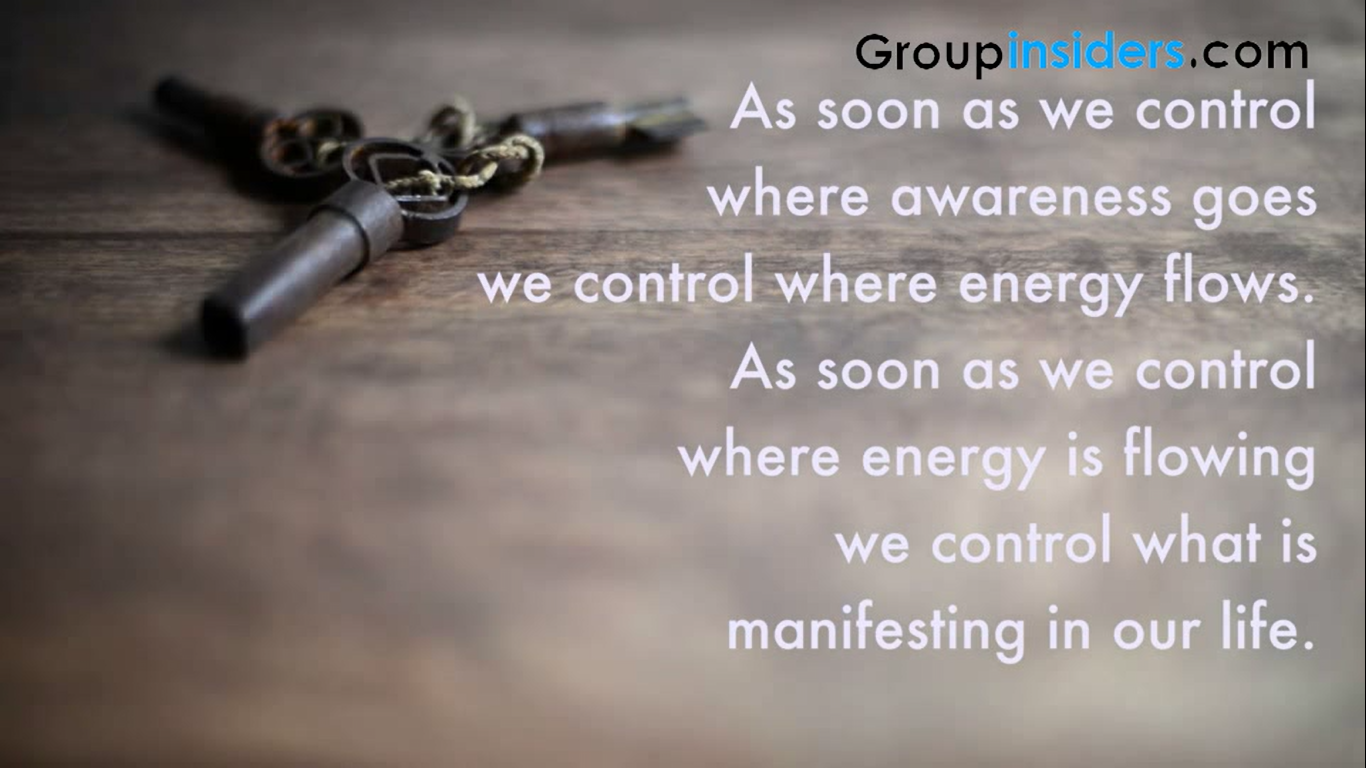 Groupinsiders.com
As soon as we control
where awareness goes
we control where energy flows.
As soon as we control
where energy is flowing
we control what is
manifesting in our life.